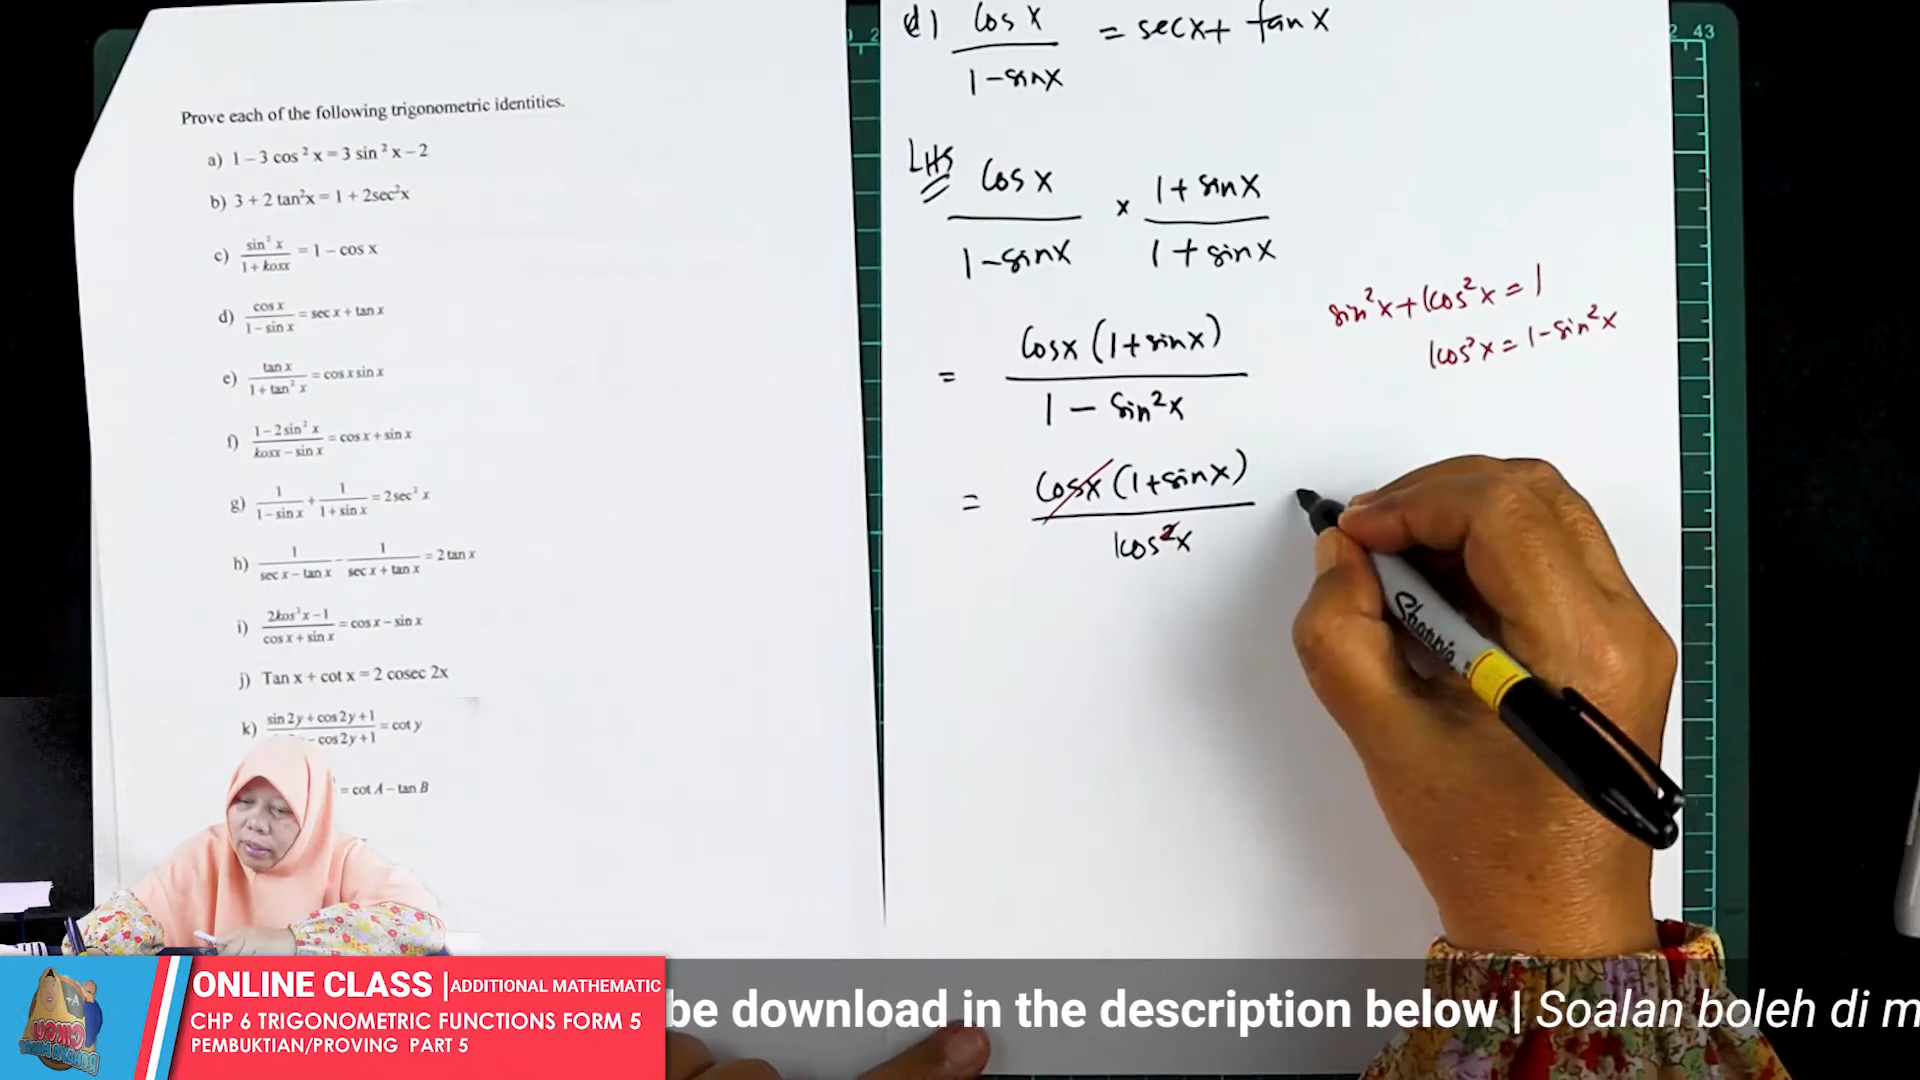 Prove each of the following trigonometric identities.
a) 1 – 3 cos ² x = 3 sin ² x – 2
b) 3 + 2 tan²x = 1 + 2sec²x
c) sin² x / 1 + kosx = 1 – cos x
d) cos x / 1 – sin x = sec x + tan x
e) tan x / 1 + tan² x = cos x sin x
f) 1 – 2 sin² x / kosx – sin x = cos x + sin x
g) 1 / 1 – sin x + 1 / 1 + sin x = 2 sec² x
h) 1 / sec x – tan x – 1 / sec x + tan x = 2 tan x
i) 2kos²x – 1 / cos x + sin x = cos x – sin x
j) Tan x + cot x = 2 cosec 2x
k) sin 2y + cos 2y + 1 / – cos 2y + 1 = cot y
= cot A – tan B
d) cos x / 1 – sinx = secx + tan x
LHS
cos x / 1 – sinx × 1 + sinx / 1 + sinx
= cosx (1 + sinx) / 1 – sin²x
sin²x + kos²x = 1
kos²x = 1 – sin²x
= cosx (1 + sinx) / kos²x
Sharpie
43
ONLINE CLASS | ADDITIONAL MATHEMATIC
CHP 6 TRIGONOMETRIC FUNCTIONS FORM 5
PEMBUKTIAN/PROVING PART 5
be download in the description below | Soalan boleh di m